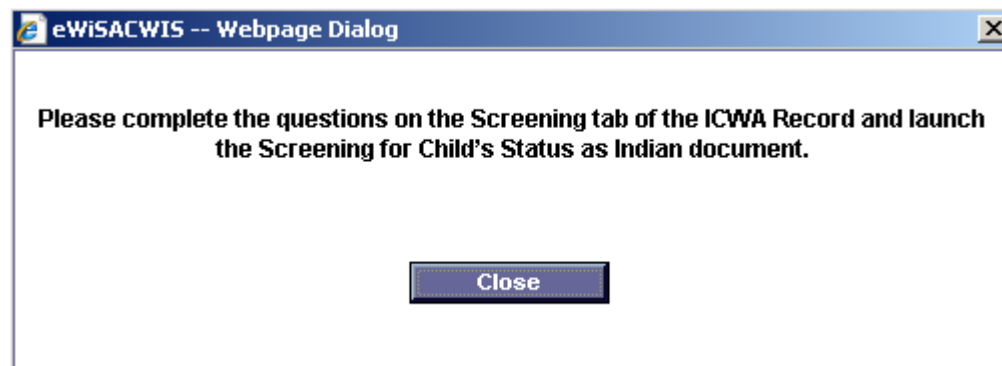 eWiSACWIS -- Webpage Dialog
Please complete the questions on the Screening tab of the ICWA Record and launch
the Screening for Child's Status as Indian document.
Close